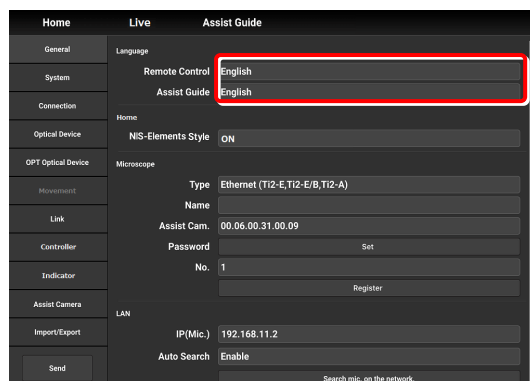 Home Live Assist Guide
General
System
Connection
Optical Device
OPT Optical Device
Movement
Link
Controller
Indicator
Assist Camera
Import/Export
Send
Language
Remote Control English
Assist Guide English
Home
NIS-Elements Style ON
Microscope
Type Ethernet (Ti2-E,Ti2-E/B,Ti2-A)
Name
Assist Cam. 00.06.00.31.00.09
Password Set
No. 1
Register
LAN
IP(Mic.) 192.168.11.2
Auto Search Enable
Search mic. on the network.